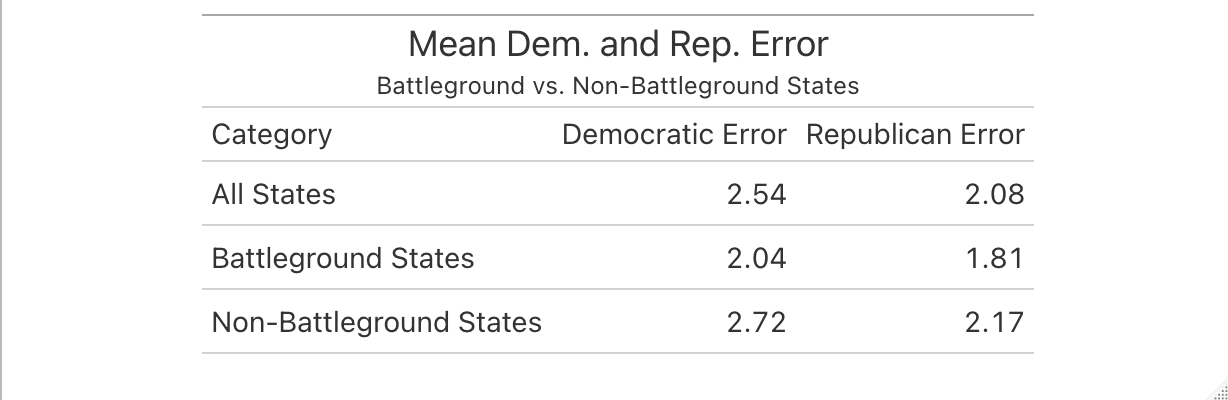 Mean Dem. and Rep. Error
Battleground vs. Non-Battleground States
Category Democratic Error Republican Error
All States 2.54 2.08
Battleground States 2.04 1.81
Non-Battleground States 2.72 2.17